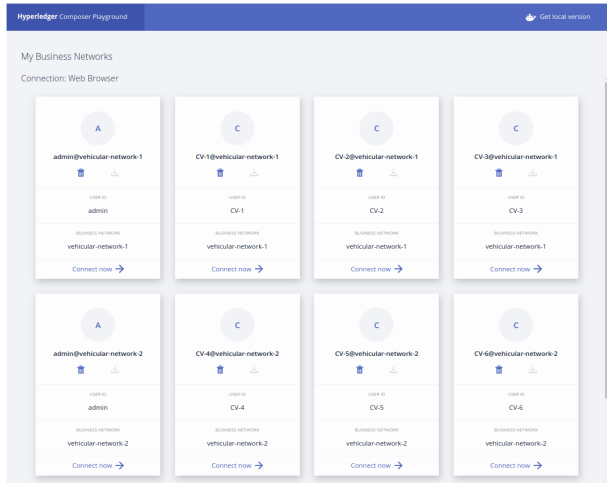 Hyperledger Composer Playground
Get local version
My Business Networks
Connection: Web Browser
A
C
C
C
admin@vehicular-network-1
CV-1@vehicular-network-1
CV-2@vehicular-network-1
CV-3@vehicular-network-1
USER ID
USER ID
USER ID
USER ID
admin
CV-1
CV-2
CV-3
BUSINESS NETWORK
BUSINESS NETWORK
BUSINESS NETWORK
BUSINESS NETWORK
vehicular-network-1
vehicular-network-1
vehicular-network-1
vehicular-network-1
Connect now
Connect now
Connect now
Connect now
A
C
C
C
admin@vehicular-network-2
CV-4@vehicular-network-2
CV-5@vehicular-network-2
CV-6@vehicular-network-2
USER ID
USER ID
USER ID
USER ID
admin
CV-4
CV-5
CV-6
BUSINESS NETWORK
BUSINESS NETWORK
BUSINESS NETWORK
BUSINESS NETWORK
vehicular-network-2
vehicular-network-2
vehicular-network-2
vehicular-network-2
Connect now
Connect now
Connect now
Connect now